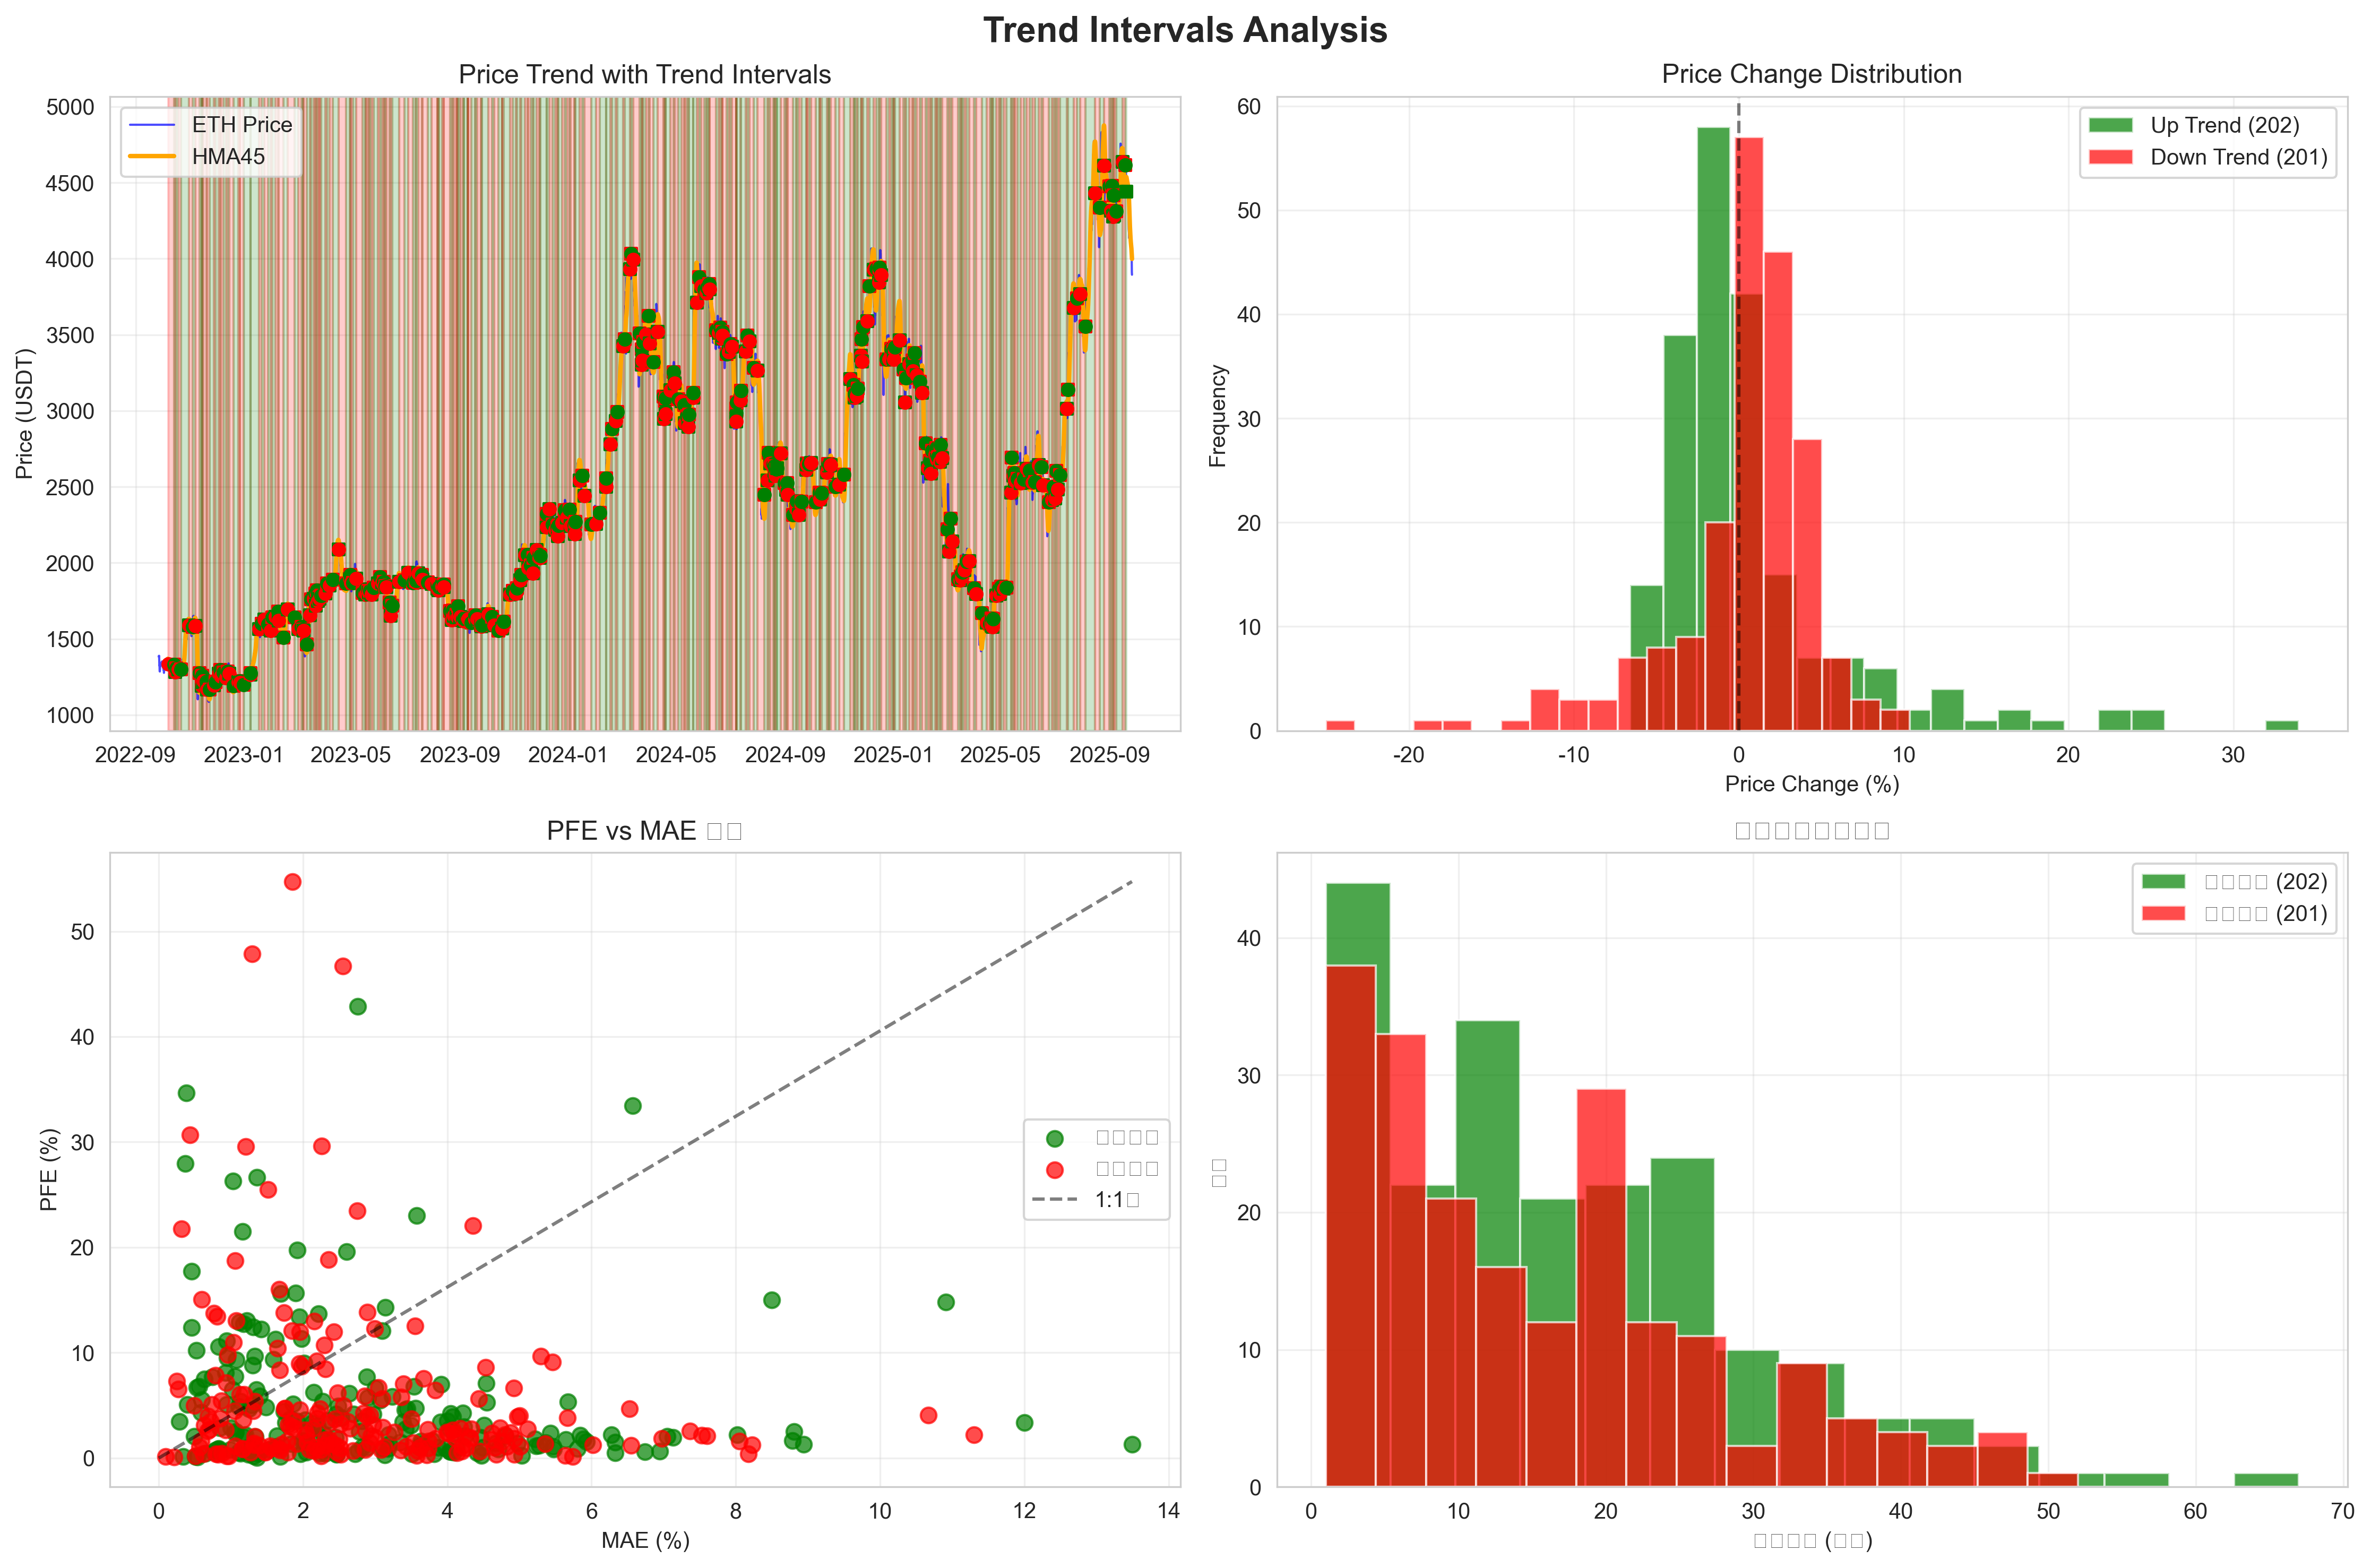 Trend Intervals Analysis
Price Trend with Trend Intervals
ETH Price
HMA45
Price (USDT)
5000
4500
4000
3500
3000
2500
2000
1500
1000
2022-09 2023-01 2023-05 2023-09 2024-01 2024-05 2024-09 2025-01 2025-05 2025-09
Price Change Distribution
Up Trend (202)
Down Trend (201)
Frequency
60
50
40
30
20
10
0
-20 -10 0 10 20 30
Price Change (%)
PFE vs MAE
1:1
PFE (%)
50
40
30
20
10
0
0 2 4 6 8 10 12 14
MAE (%)
(202)
(201)
40
30
20
10
0
0 10 20 30 40 50 60 70